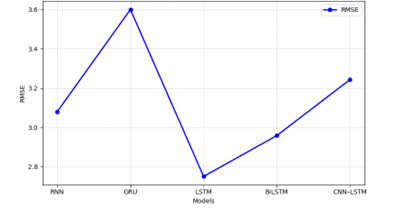 RMSE
3.6
3.4
3.2
3.0
2.8
RMSE
RNN
GRU
LSTM
BiLSTM
CNN-LSTM
Models